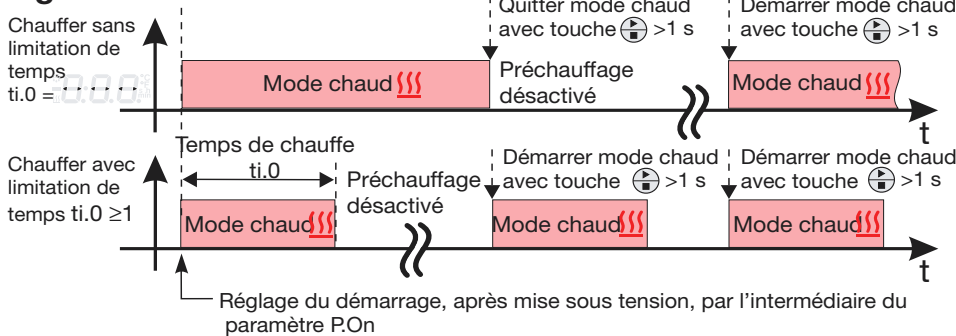 Quitter mode chaud
avec touche >1 s
Démarrer mode chaud
avec touche >1 s
Chauffer sans
limitation de
temps
ti.0 =
Mode chaud
Préchauffage
désactivé
Mode chaud
t
Chauffer avec
limitation de
temps ti.0 ≥1
Temps de chauffe
ti.0
Préchauffage
désactivé
Démarrer mode chaud
avec touche >1 s
Démarrer mode chaud
avec touche >1 s
Mode chaud
Mode chaud
Mode chaud
t
Réglage du démarrage, après mise sous tension, par l’intermédiaire du
paramètre P.On